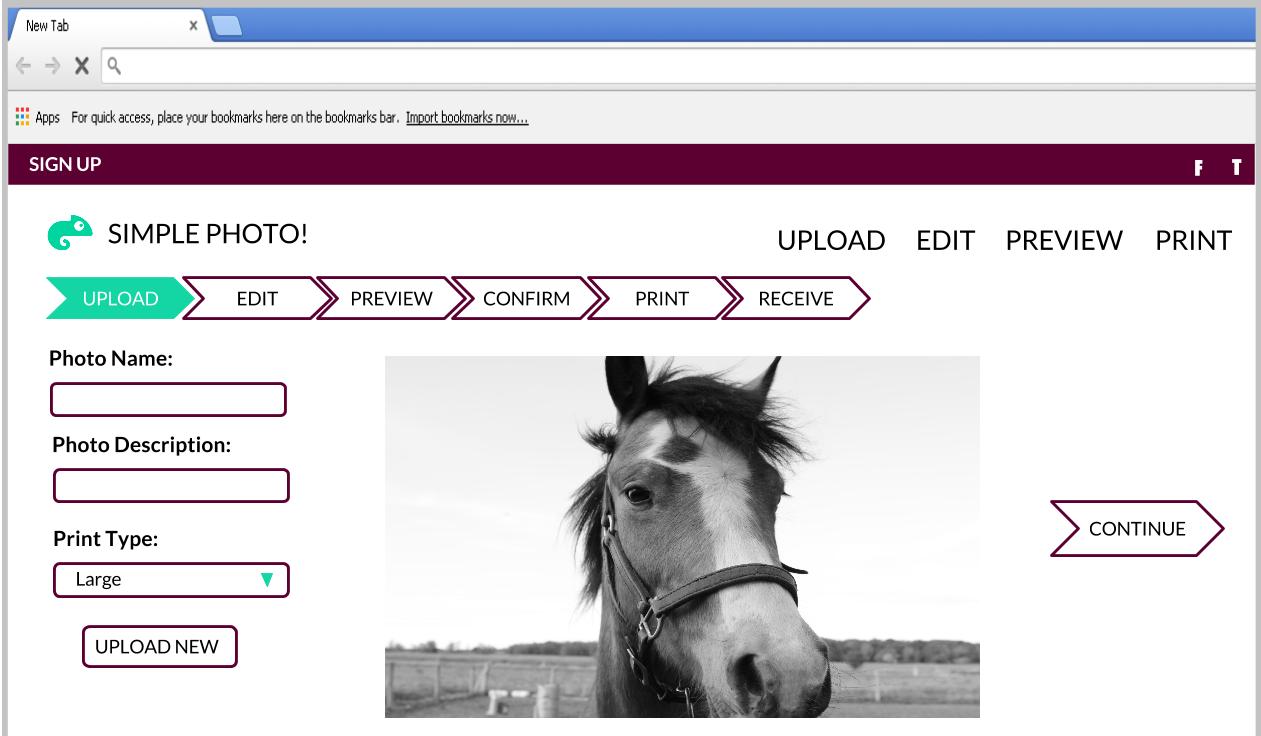 New Tab x
Apps For quick access, place your bookmarks here on the bookmarks bar. Import bookmarks now...
SIGN UP F T
SIMPLE PHOTO! UPLOAD EDIT PREVIEW PRINT
UPLOAD EDIT PREVIEW CONFIRM PRINT RECEIVE
Photo Name:
Photo Description:
CONTINUE
Print Type:
Large
UPLOAD NEW